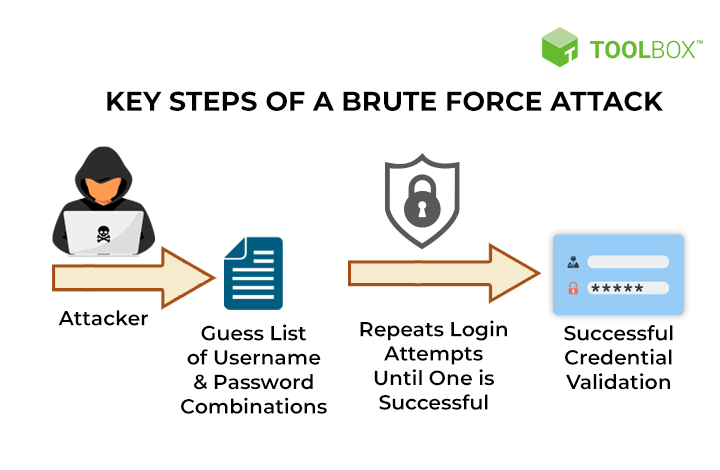 TOOLBOX™
KEY STEPS OF A BRUTE FORCE ATTACK
Attacker
Guess List
of Username
& Password
Combinations
Repeats Login
Attempts
Until One is
Successful
*****
Successful
Credential
Validation